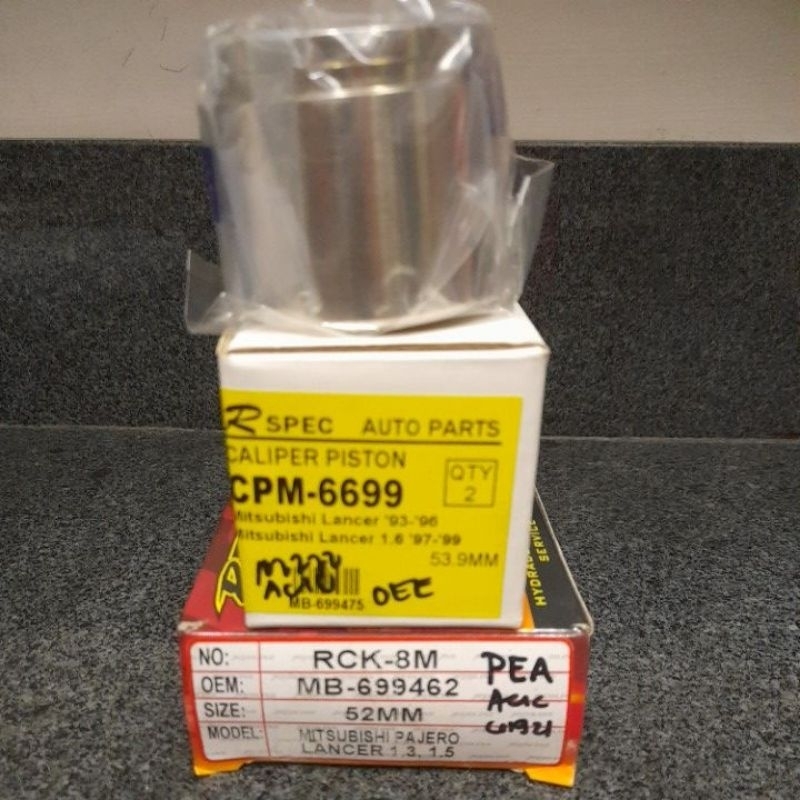 R SPEC AUTO PARTS
CALIPER PISTON
CPM-6699
QTY
2
Mitsubishi Lancer '93-'96
Mitsubishi Lancer 1.6 '97-'99
53.9MM
MB-699475
OEE
HYDRAU
SERVICE
NO: RCK-8M
OEM: MB-699462
SIZE: 52MM
MODEL: MITSUBISHI PAJERO
LANCER 1.3, 1.5
PEA